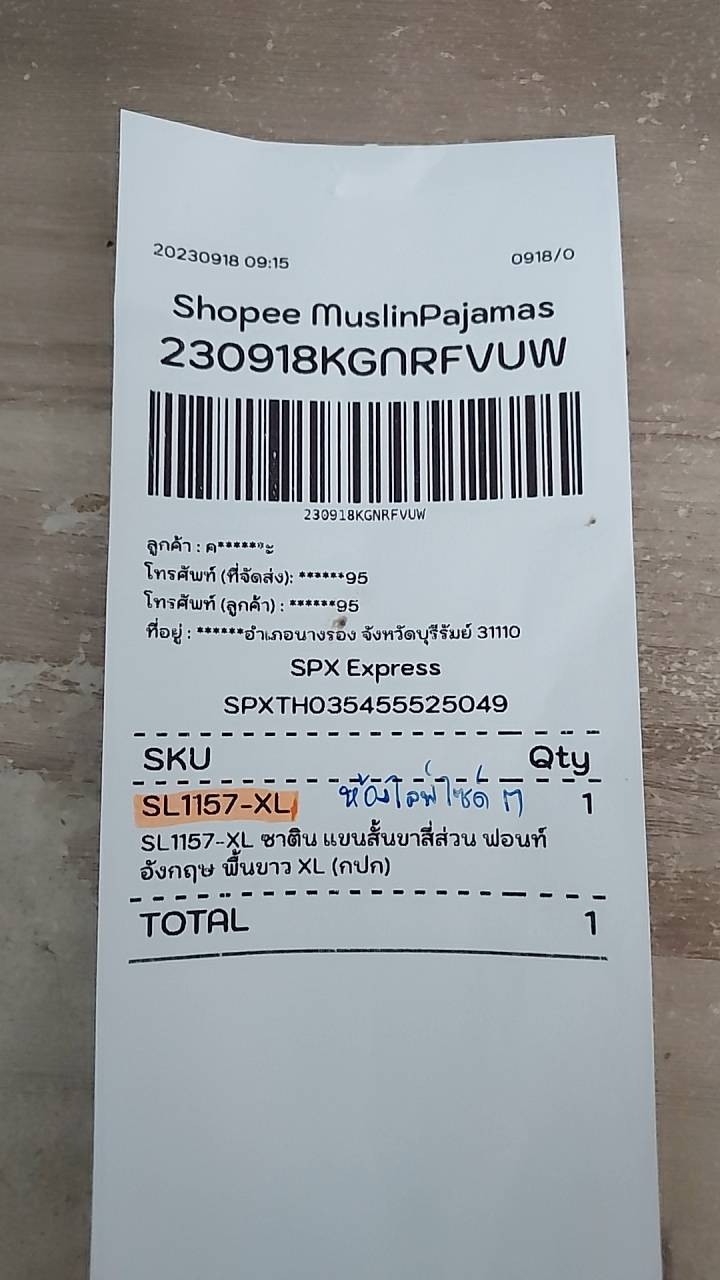 20230918 09:15 0918/0
Shopee MuslinPajamas
230918KGNRFVUW
230918KGNRFVUW
ลูกค้า : ค******ะ
โทรศัพท์ (ที่จัดส่ง): ******95
โทรศัพท์ (ลูกค้า) : ******95
ที่อยู่ : ******อำเภอนางรอง จังหวัดบุรีรัมย์ 31110
SPX Express
SPXTH035455525049
SKU Qty
SL1157-XL ห้องไลฟ์ไซด์ 1
SL1157-XL ซาติน แขนสั้นขาสี่ส่วน ฟอนท์
อังกฤษ พื้นขาว XL (กปก)
TOTAL 1